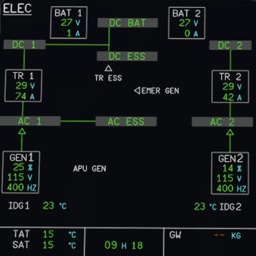 ELEC
BAT 1
27 V
1 A
DC BAT
BAT 2
27 V
0 A
DC 1
DC ESS
DC 2
TR 1
29 V
74 A
TR ESS
◁EMER GEN
TR 2
29 V
42 A
AC 1
AC ESS
AC 2
GEN1
25 %
115 V
400 HZ
APU GEN
GEN2
14 %
115 V
400 HZ
IDG1 23 °C
23 °C IDG2
TAT 15 °C
SAT 15 °C
09 H 18
GW -- KG